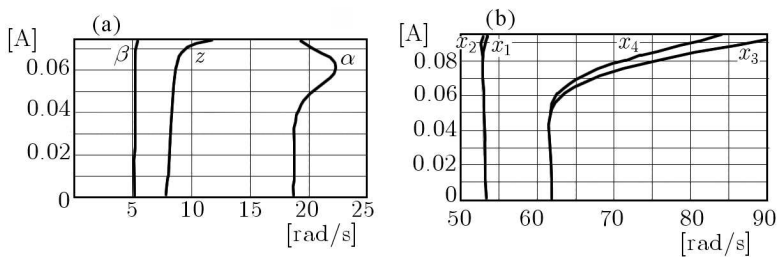 (a)
[A]
β z α
0.06
0.04
0.02
0
5 10 15 20 25
[rad/s]
(b)
[A]
x₂ x₁ x₄ x₃
0.08
0.06
0.04
0.02
0
50 60 70 80 90
[rad/s]